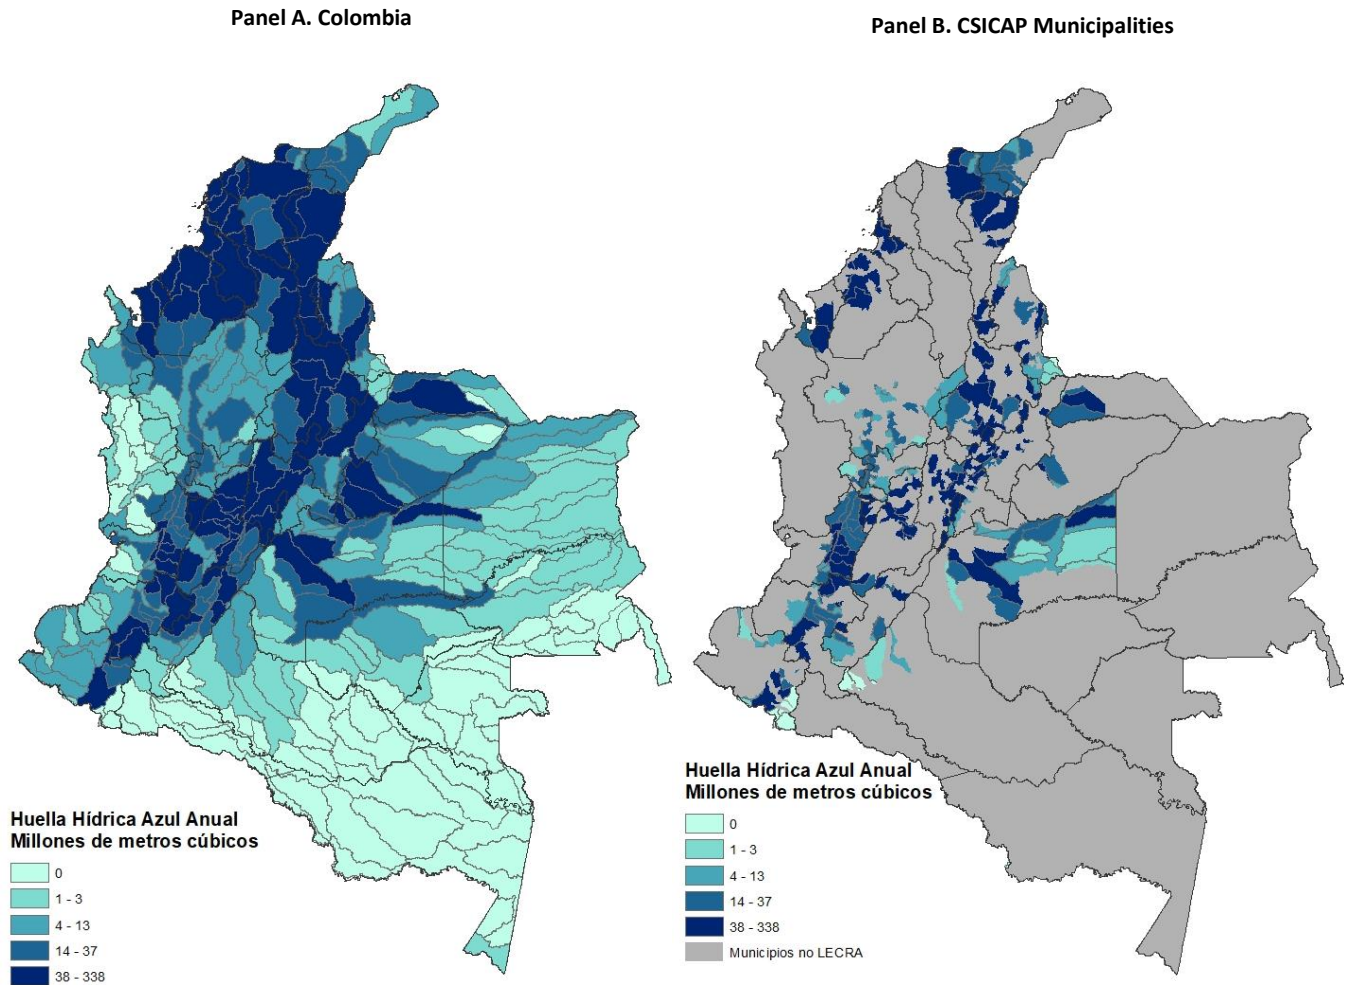 Panel A. Colombia
Panel B. CSICAP Municipalities
Huella Hídrica Azul Anual
Millones de metros cúbicos
0
1 - 3
4 - 13
14 - 37
38 - 338
Huella Hídrica Azul Anual
Millones de metros cúbicos
0
1 - 3
4 - 13
14 - 37
38 - 338
Municipios no LECRA